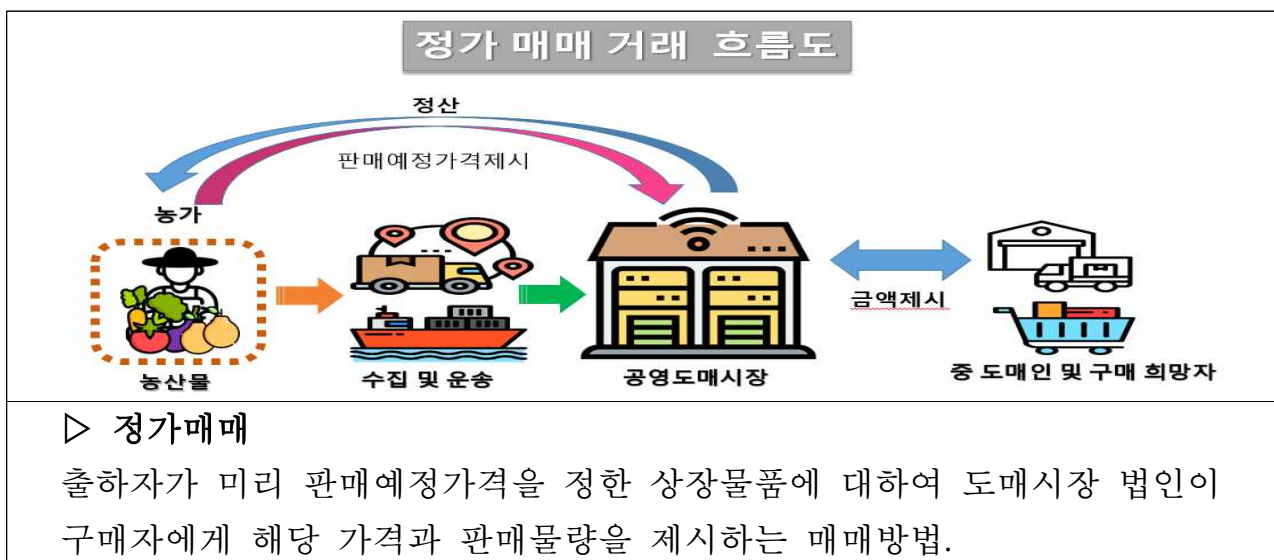 정가 매매 거래 흐름도
정산
판매예정가격제시
농가
금액제시
농산물
수집 및 운송
공영도매시장
중 도매인 및 구매 희망자
▷ 정가매매
출하자가 미리 판매예정가격을 정한 상장물품에 대하여 도매시장 법인이
구매자에게 해당 가격과 판매물량을 제시하는 매매방법.